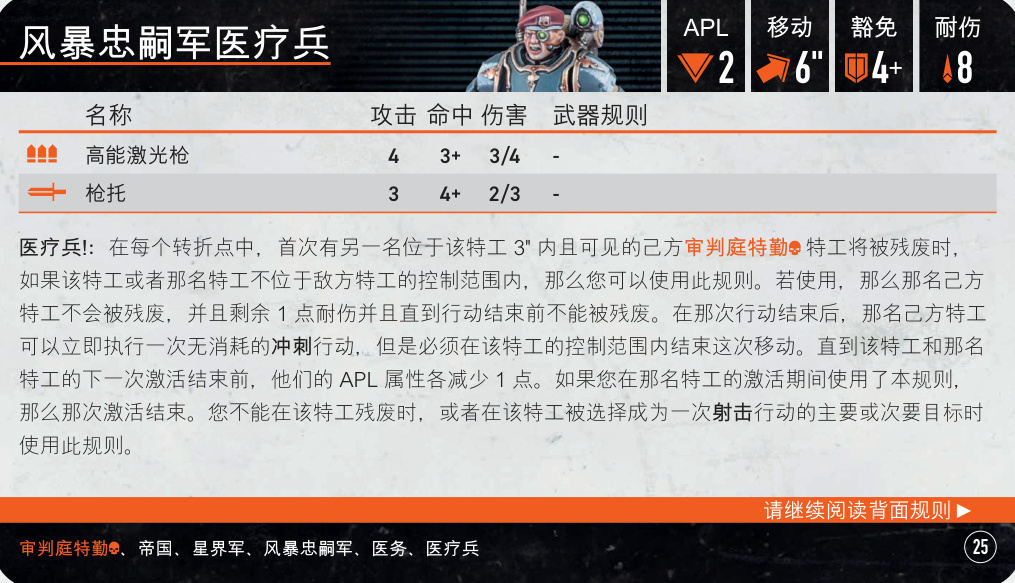 风暴忠嗣军医疗兵
APL 移动 豁免 耐伤
2 6" 4+ 8
名称 攻击 命中 伤害 武器规则
高能激光枪 4 3+ 3/4 -
枪托 3 4+ 2/3 -
医疗兵!：在每个转折点中，首次有另一名位于该特工 3" 内且可见的己方审判庭特勤特工将被残废时，
如果该特工或者那名特工不位于敌方特工的控制范围内，那么您可以使用此规则。若使用，那么那名己方
特工不会被残废，并且剩余 1 点耐伤并且直到行动结束前不能被残废。在那次行动结束后，那名己方特工
可以立即执行一次无消耗的冲刺行动，但是必须在该特工的控制范围内结束这次移动。直到该特工和那名
特工的下一次激活结束前，他们的 APL 属性各减少 1 点。如果您在那名特工的激活期间使用了本规则，
那么那次激活结束。您不能在该特工残废时，或者在该特工被选择成为一次射击行动的主要或次要目标时
使用此规则。
请继续阅读背面规则▶
审判庭特勤、帝国、星界军、风暴忠嗣军、医务、医疗兵
25